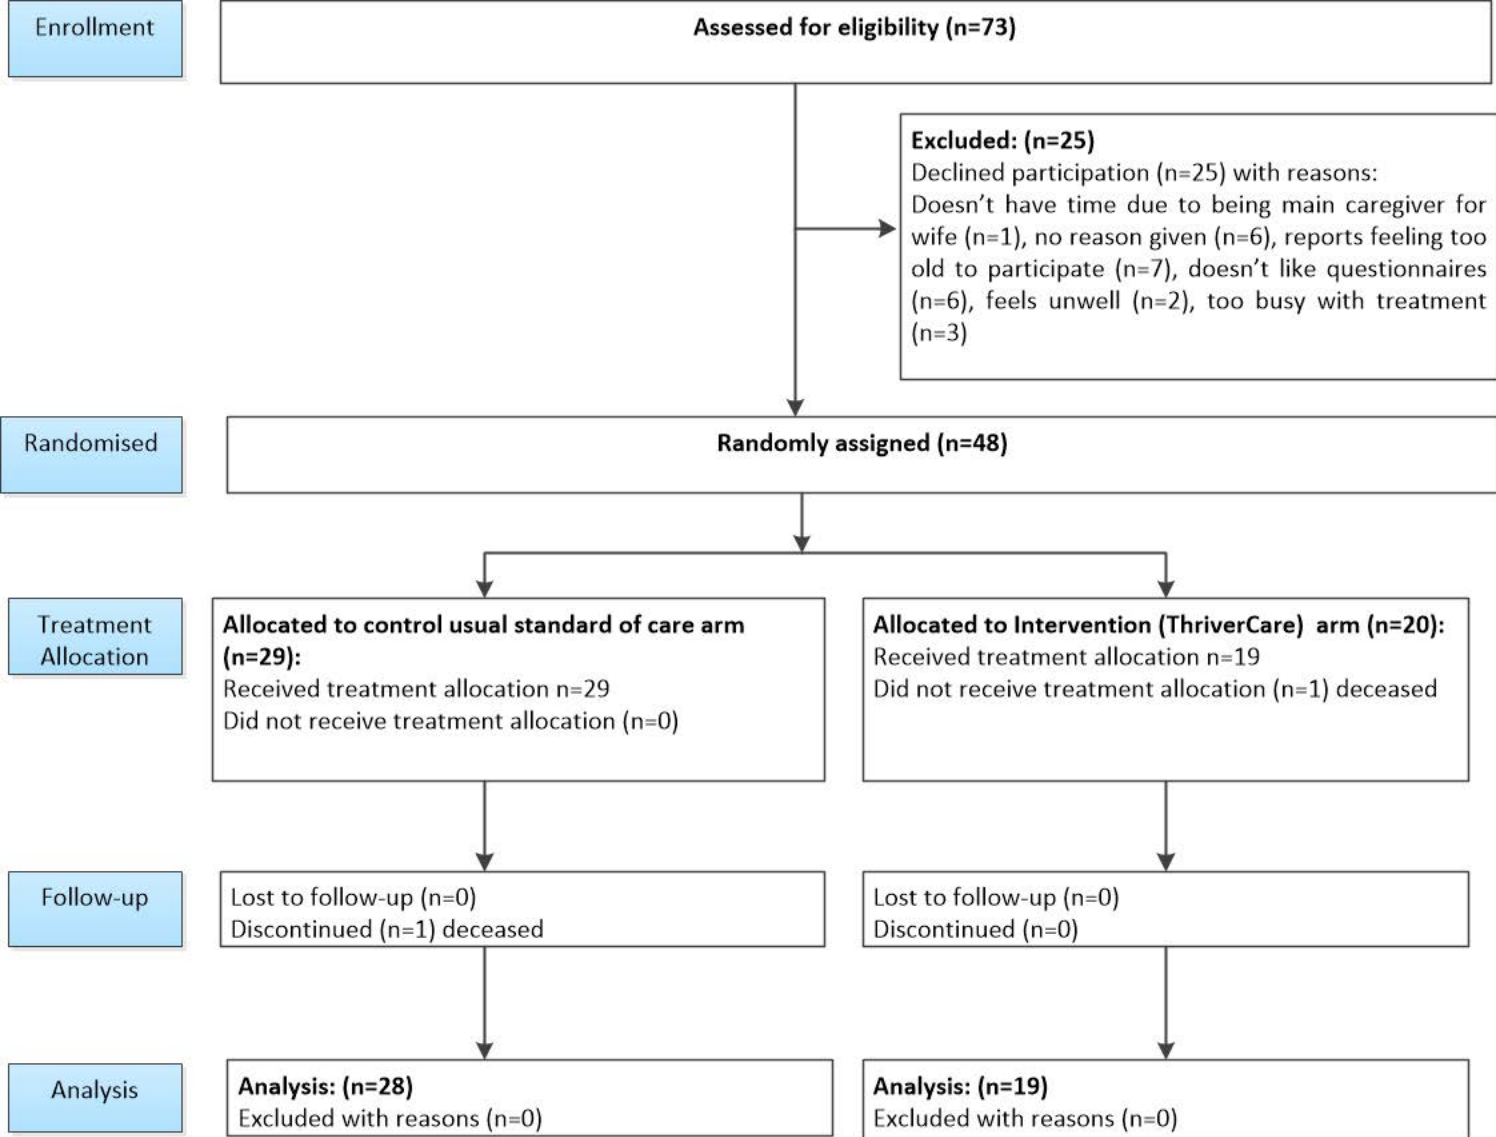 Enrollment
Assessed for eligibility (n=73)
Excluded: (n=25)
Declined participation (n=25) with reasons:
Doesn't have time due to being main caregiver for
wife (n=1), no reason given (n=6), reports feeling too
old to participate (n=7), doesn't like questionnaires
(n=6), feels unwell (n=2), too busy with treatment
(n=3)
Randomised
Randomly assigned (n=48)
Treatment
Allocation
Allocated to control usual standard of care arm
(n=29):
Received treatment allocation n=29
Did not receive treatment allocation (n=0)
Allocated to Intervention (ThriverCare) arm (n=20):
Received treatment allocation n=19
Did not receive treatment allocation (n=1) deceased
Follow-up
Lost to follow-up (n=0)
Discontinued (n=1) deceased
Lost to follow-up (n=0)
Discontinued (n=0)
Analysis
Analysis: (n=28)
Excluded with reasons (n=0)
Analysis: (n=19)
Excluded with reasons (n=0)